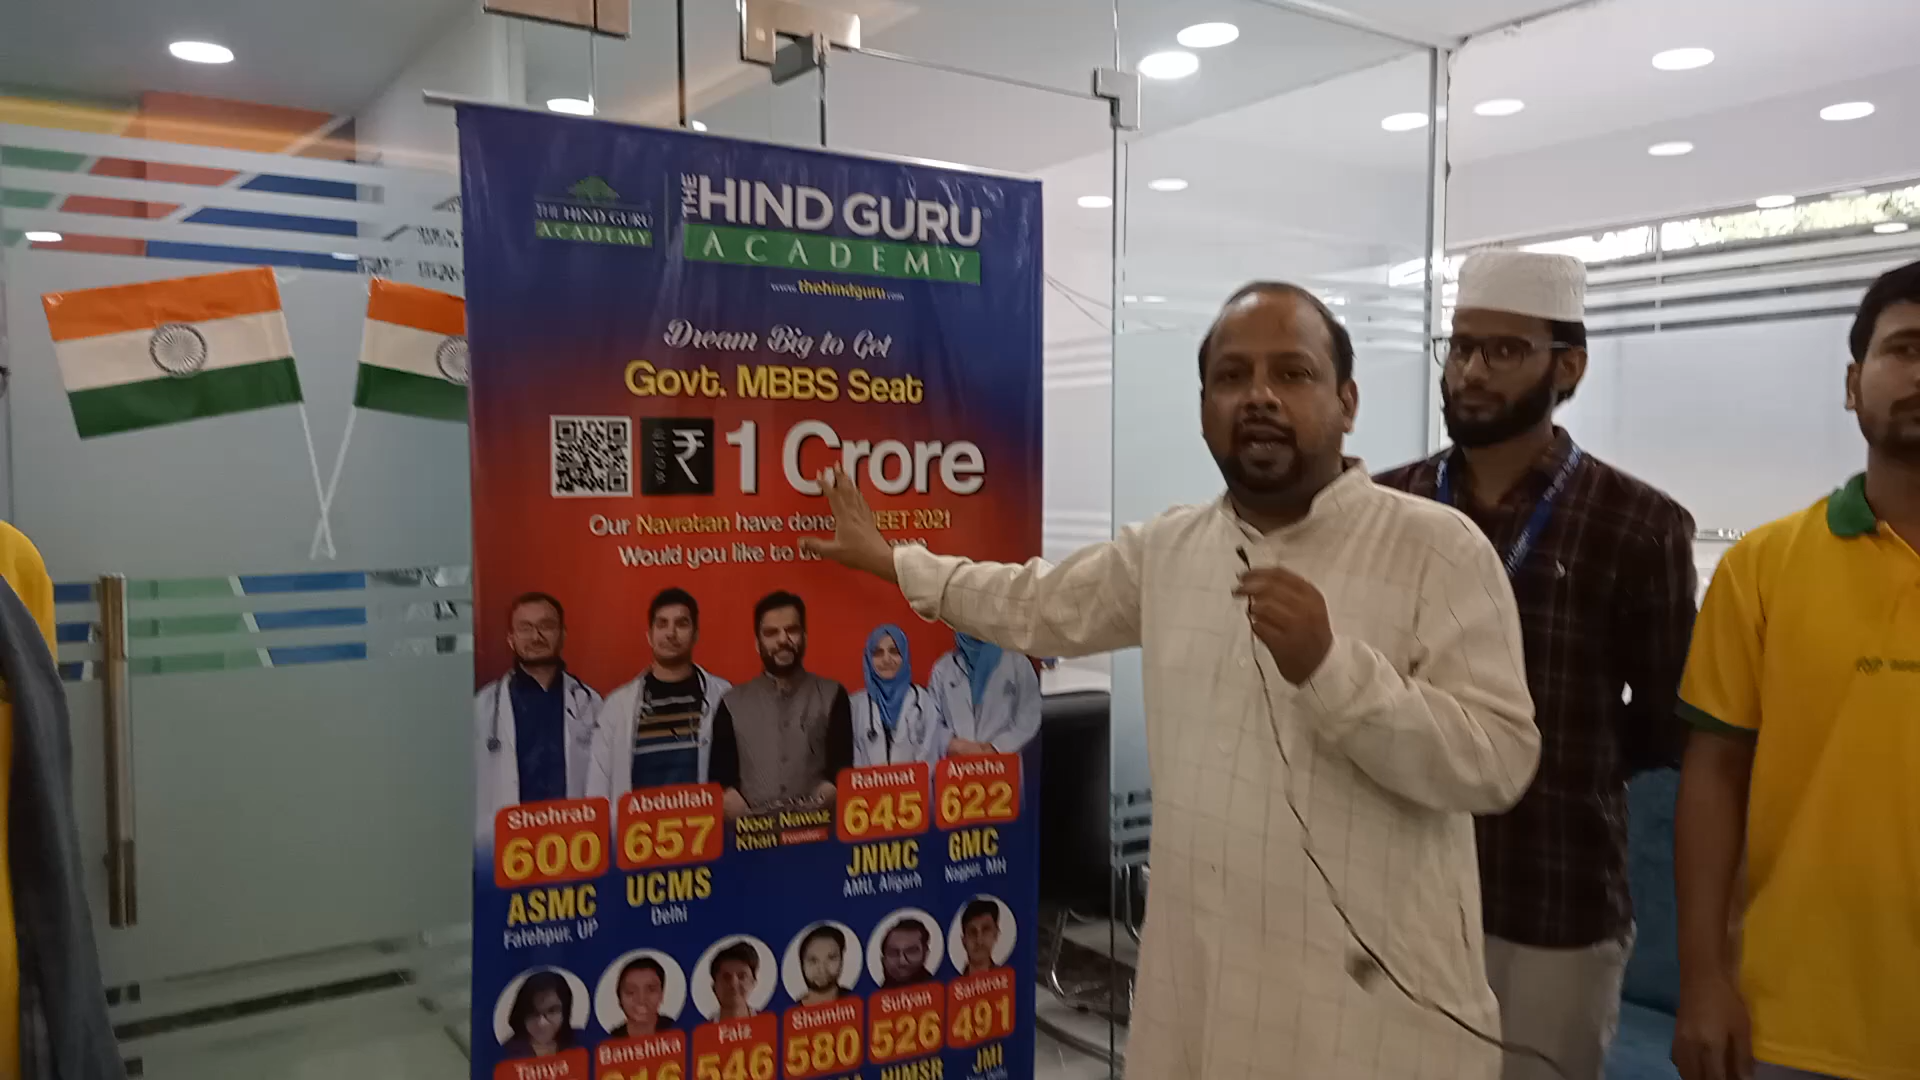 THE HIND GURU
ACADEMY
THE HIND GURU
ACADEMY
www.thehindguru.com
Dream Big to Get
Govt. MBBS Seat
₹ 1 Crore
Our Navratan have done NEET 2021
Would you like to
Shohrab
600
ASMC
Fatehpur, UP
Abdullah
657
UCMS
Delhi
Noor Nawaz
Khan Founder
Rahmat
645
JNMC
AMU, Aligarh
Ayesha
622
GMC
Nagpur, MH
Tanya
Banshika
Faiz
546
Shamim
580
Sufyan
526
HIMSR
Sarfaraz
491
JMI